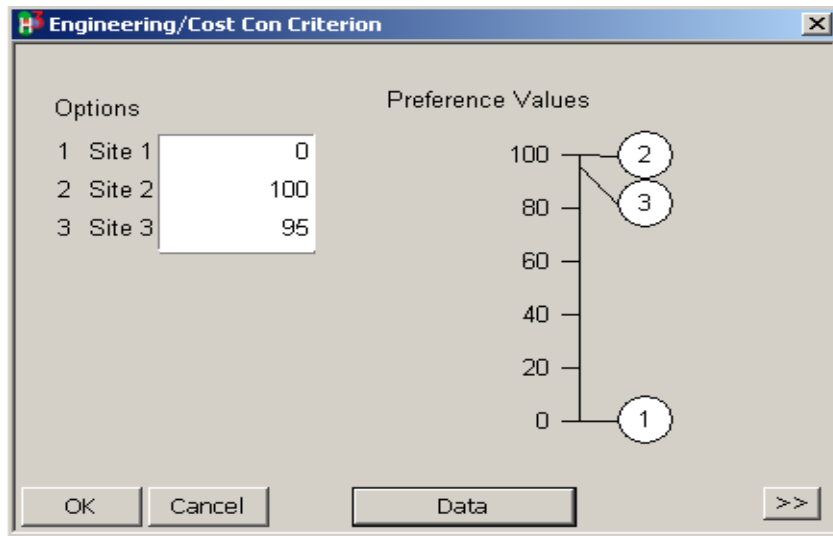 Engineering/Cost Con Criterion
Options
1 Site 1 0
2 Site 2 100
3 Site 3 95
Preference Values
100
80
60
40
20
0
2
3
1
OK Cancel Data >>